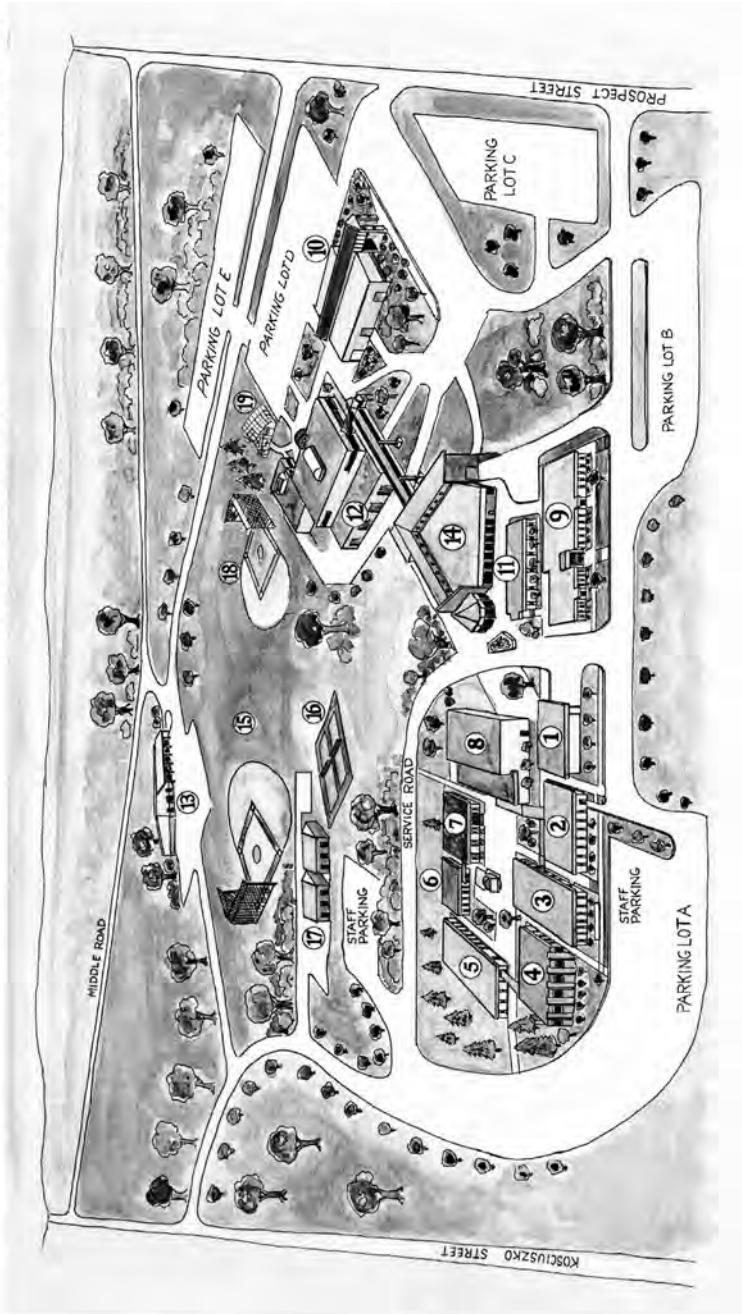 MIDDLE ROAD
13
PARKING LOT E
15
18
19
PARKING LOT D
17
16
10
STAFF
PARKING
12
SERVICE ROAD
KOSCIUSZKO STREET
6
7
14
5
8
PARKING
LOT C
11
4
3
2
1
9
PROSPECT STREET
STAFF
PARKING
PARKING LOT A
PARKING LOT B